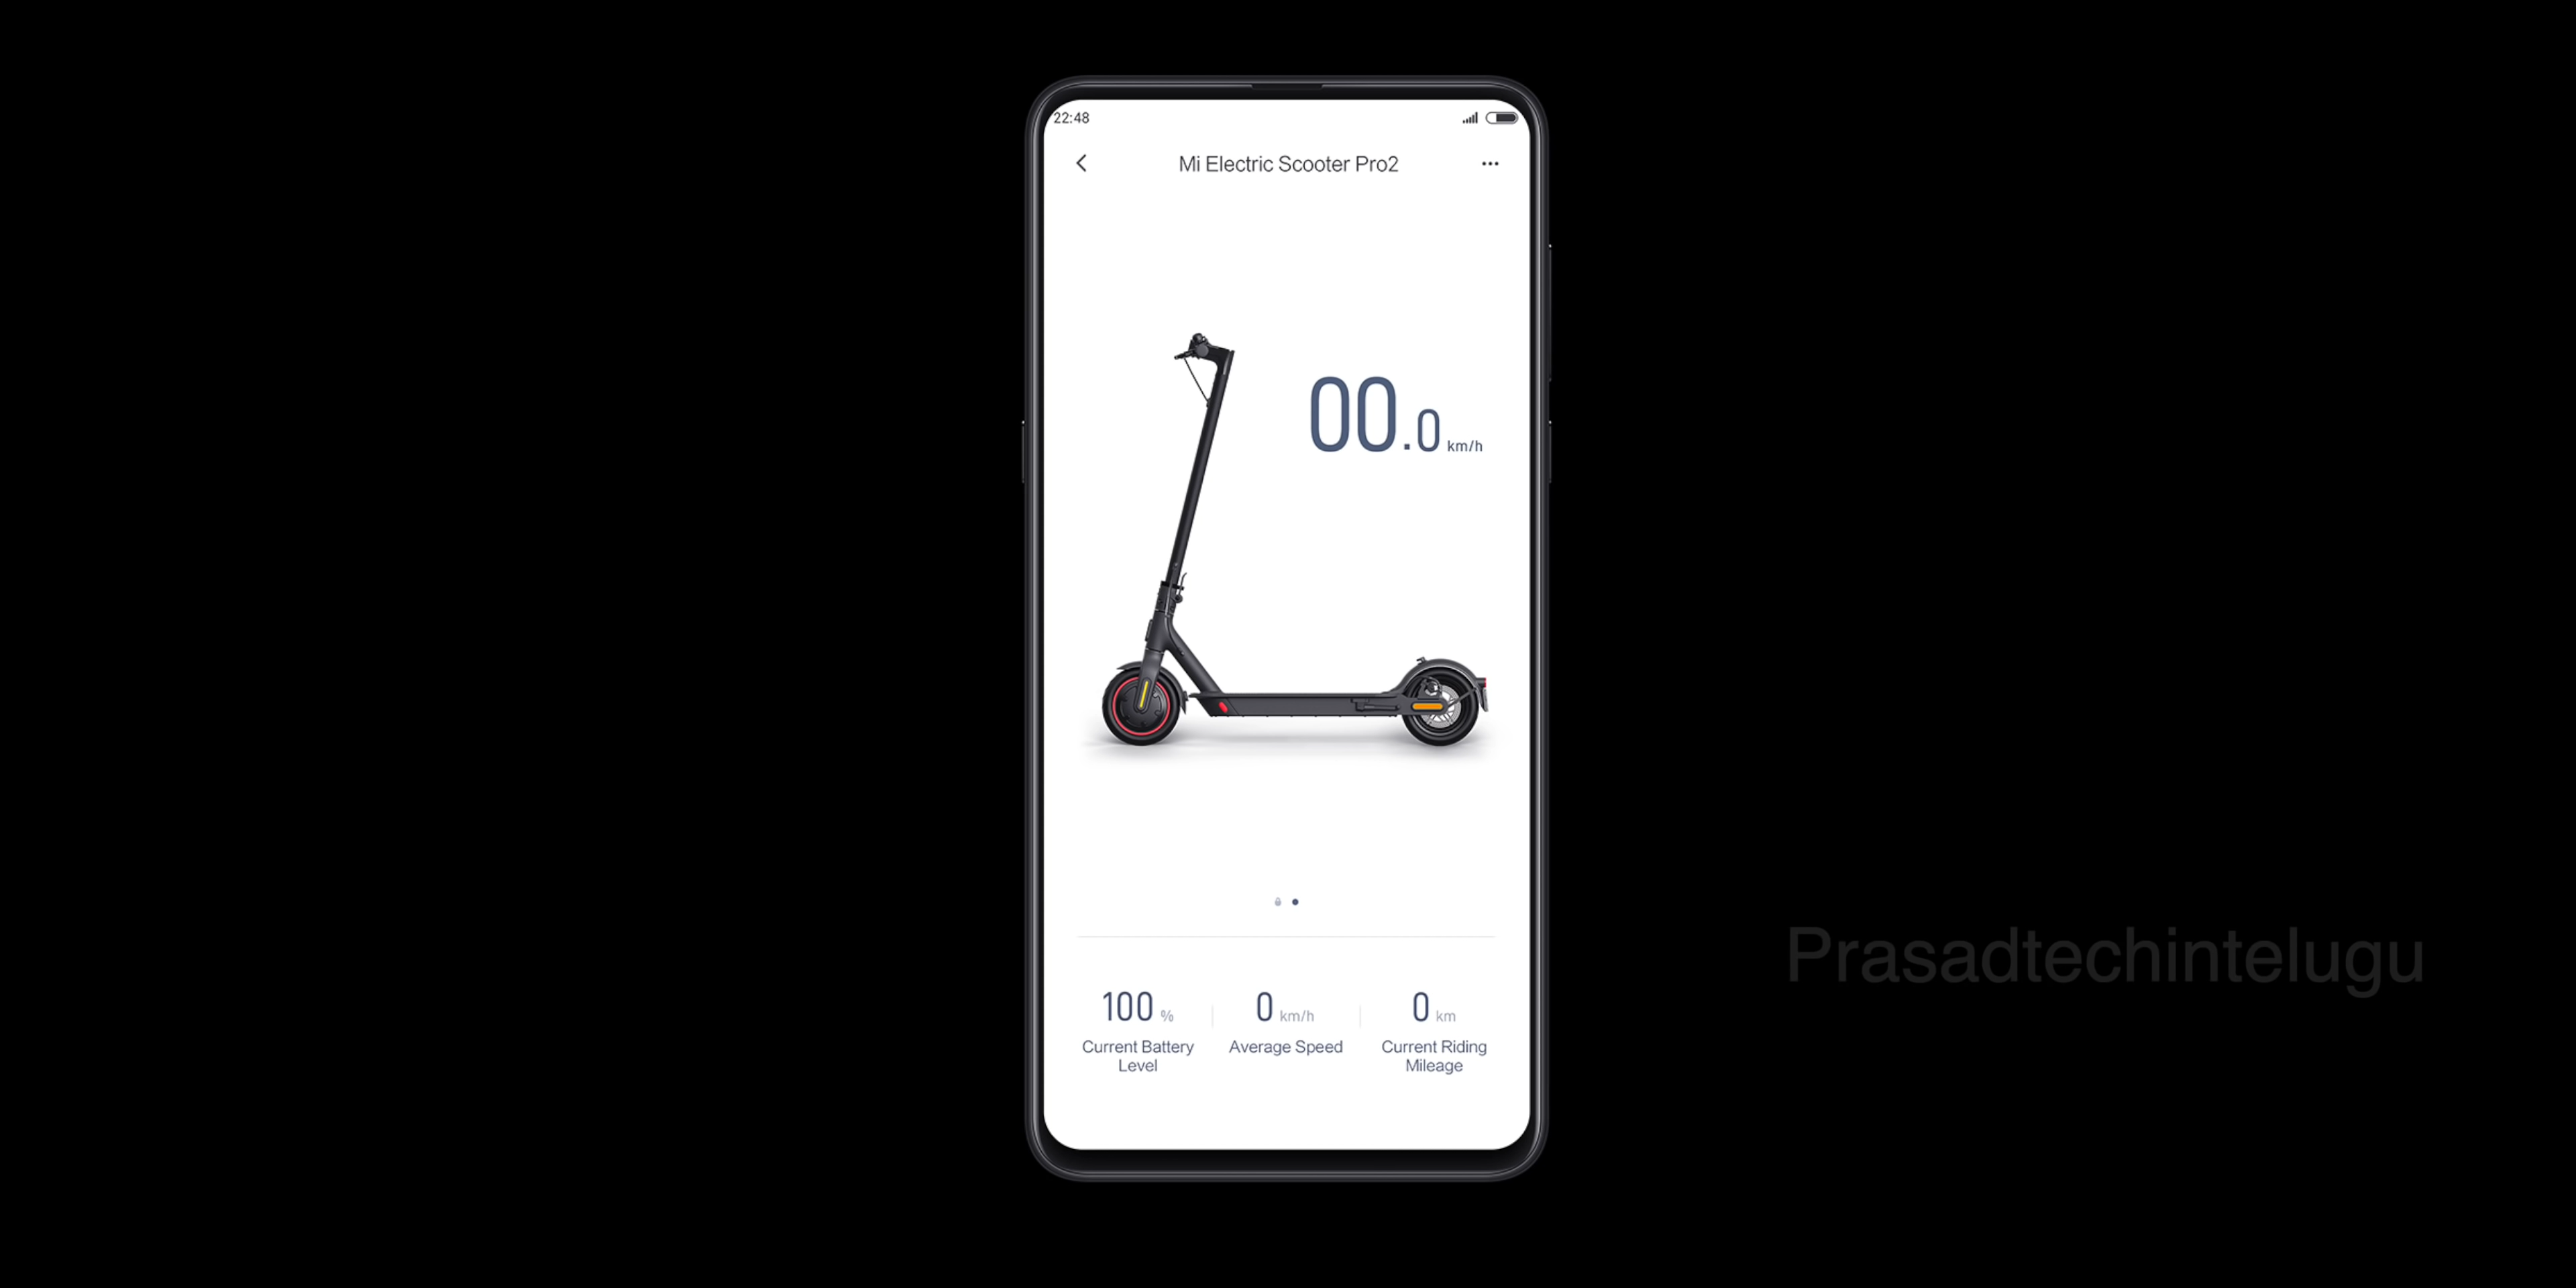 22:48
Mi Electric Scooter Pro2
00.0 km/h
100 %
Current Battery
Level
0 km/h
Average Speed
0 km
Current Riding
Mileage
Prasadtechintelugu